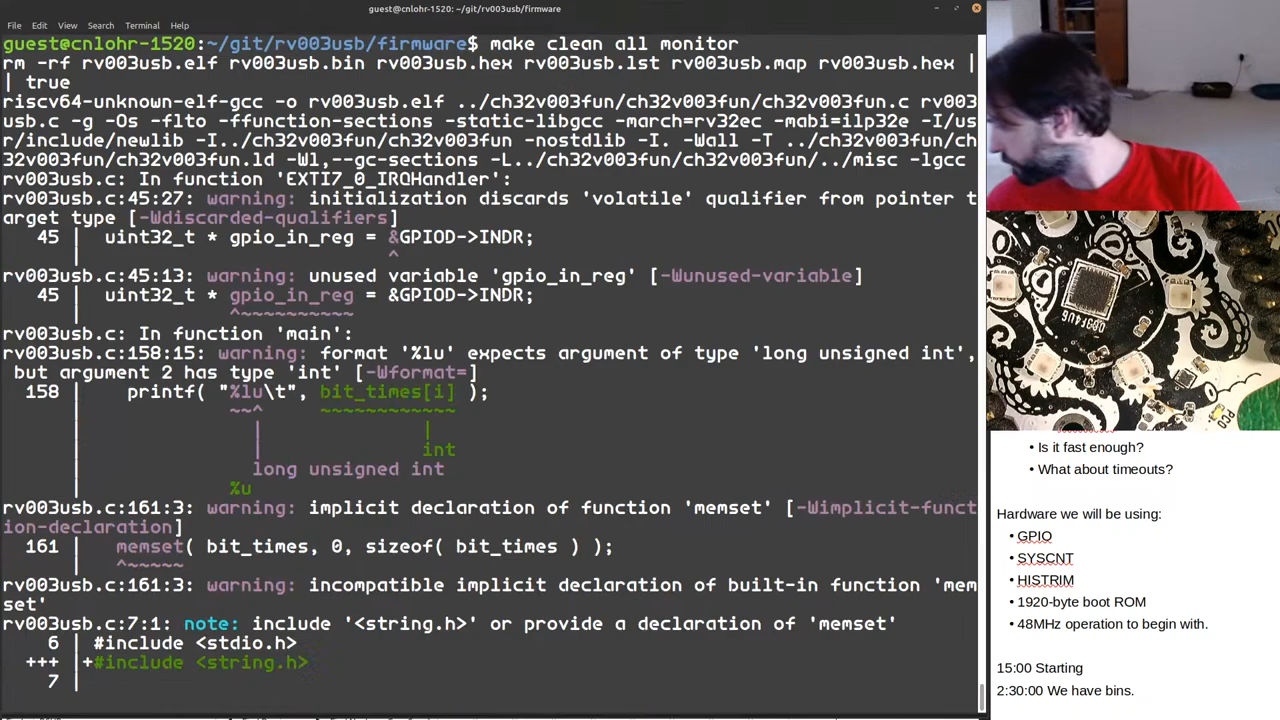 guest@cnlohr-1520:~/git/rv003usb/firmware
File Edit View Search Terminal Help
guest@cnlohr-1520:~/git/rv003usb/firmware$ make clean all monitor
rm -rf rv003usb.elf rv003usb.bin rv003usb.hex rv003usb.lst rv003usb.map rv003usb.hex |
| true
riscv64-unknown-elf-gcc -o rv003usb.elf ../ch32v003fun/ch32v003fun/ch32v003fun.c rv003
usb.c -g -Os -flto -ffunction-sections -static-libgcc -march=rv32ec -mabi=ilp32e -I/us
r/include/newlib -I../ch32v003fun/ch32v003fun -nostdlib -I. -Wall -T ../ch32v003fun/ch
32v003fun/ch32v003fun.ld -Wl,--gc-sections -L../ch32v003fun/ch32v003fun/../misc -lgcc
rv003usb.c: In function 'EXTI7_0_IRQHandler':
rv003usb.c:45:27: warning: initialization discards 'volatile' qualifier from pointer t
arget type [-Wdiscarded-qualifiers]
45 | uint32_t * gpio_in_reg = &GPIOD->INDR;
| ^
rv003usb.c:45:13: warning: unused variable 'gpio_in_reg' [-Wunused-variable]
45 | uint32_t * gpio_in_reg = &GPIOD->INDR;
| ^~~~~~~~~~~
rv003usb.c: In function 'main':
rv003usb.c:158:15: warning: format '%lu' expects argument of type 'long unsigned int',
but argument 2 has type 'int' [-Wformat=]
158 | printf( "%lu\t", bit_times[i] );
| ~~^ ~~~~~~~~~~~~
| | |
| | int
| long unsigned int
| %u
rv003usb.c:161:3: warning: implicit declaration of function 'memset' [-Wimplicit-funct
ion-declaration]
161 | memset( bit_times, 0, sizeof( bit_times ) );
| ^~~~~~
rv003usb.c:161:3: warning: incompatible implicit declaration of built-in function 'mem
set'
rv003usb.c:7:1: note: include '<string.h>' or provide a declaration of 'memset'
6 | #include <stdio.h>
+++ |+#include <string.h>
7 |
• Is it fast enough?
• What about timeouts?
Hardware we will be using:
• GPIO
• SYSCNT
• HISTRIM
• 1920-byte boot ROM
• 48MHz operation to begin with.
15:00 Starting
2:30:00 We have bins.